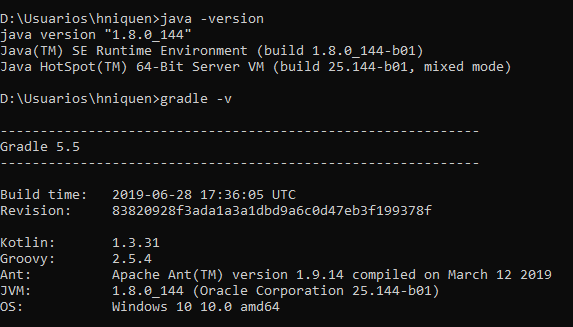 D:\Usuarios\hniquen>java -version
java version "1.8.0_144"
Java(TM) SE Runtime Environment (build 1.8.0_144-b01)
Java HotSpot(TM) 64-Bit Server VM (build 25.144-b01, mixed mode)
D:\Usuarios\hniquen>gradle -v
------------------------------------------------------------
Gradle 5.5
------------------------------------------------------------
Build time:   2019-06-28 17:36:05 UTC
Revision:     83820928f3ada1a3a1dbd9a6c0d47eb3f199378f
Kotlin:       1.3.31
Groovy:       2.5.4
Ant:          Apache Ant(TM) version 1.9.14 compiled on March 12 2019
JVM:          1.8.0_144 (Oracle Corporation 25.144-b01)
OS:           Windows 10 10.0 amd64